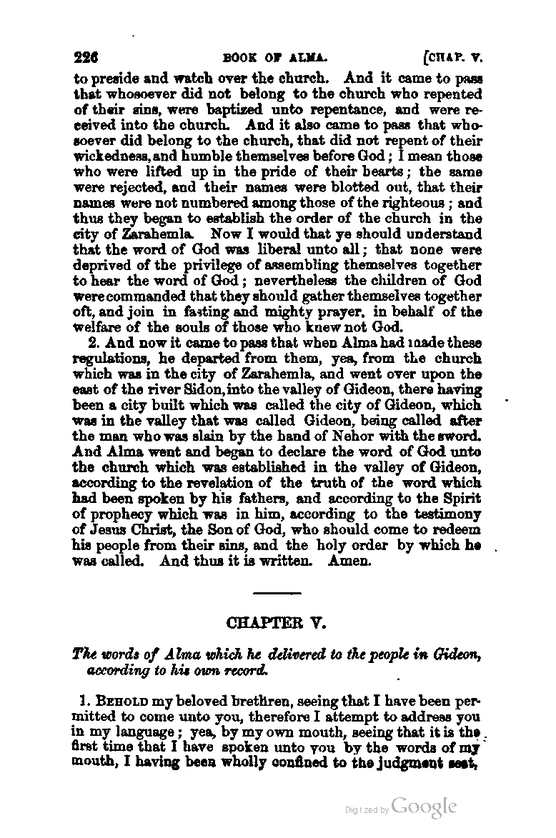 226 BOOK OF ALMA. [CHAP. V.
to preside and watch over the church. And it came to pass
that whosoever did not belong to the church who repented
of their sins, were baptized unto repentance, and were re-
ceived into the church. And it also came to pass that who-
soever did belong to the church, that did not repent of their
wickedness, and humble themselves before God; I mean those
who were lifted up in the pride of their hearts; the same
were rejected, and their names were blotted out, that their
names were not numbered among those of the righteous; and
thus they began to establish the order of the church in the
city of Zarahemla. Now I would that ye should understand
that the word of God was liberal unto all; that none were
deprived of the privilege of assembling themselves together
to hear the word of God; nevertheless the children of God
were commanded that they should gather themselves together
oft, and join in fasting and mighty prayer. in behalf of the
welfare of the souls of those who knew not God.
2. And now it came to pass that when Alma had made these
regulations, he departed from them, yea, from the church
which was in the city of Zarahemla, and went over upon the
east of the river Sidon, into the valley of Gideon, there having
been a city built which was called the city of Gideon, which
was in the valley that was called Gideon, being called after
the man who was slain by the hand of Nehor with the sword.
And Alma went and began to declare the word of God unto
the church which was established in the valley of Gideon,
according to the revelation of the truth of the word which
had been spoken by his fathers, and according to the Spirit
of prophecy which was in him, according to the testimony
of Jesus Christ, the Son of God, who should come to redeem
his people from their sins, and the holy order by which he
was called. And thus it is written. Amen.
CHAPTER V.
The words of Alma which he delivered to the people in Gideon,
according to his own record.
1. BEHOLD my beloved brethren, seeing that I have been per-
mitted to come unto you, therefore I attempt to address you
in my language; yea, by my own mouth, seeing that it is the
first time that I have spoken unto you by the words of my
mouth, I having been wholly confined to the judgment seat,
Digitized by Google